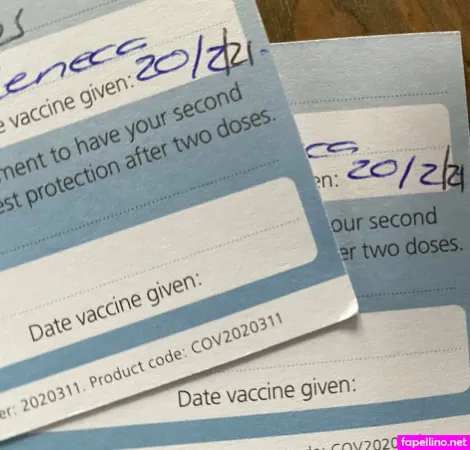 eneca
e vaccine given: 20/2/21
ment to have your second
est protection after two doses.
Date vaccine given:
er: 2020311. Product code: COV2020311
ca
en: 20/2/21
our second
er two doses.
Date vaccine given:
COV2020
fapellino.net